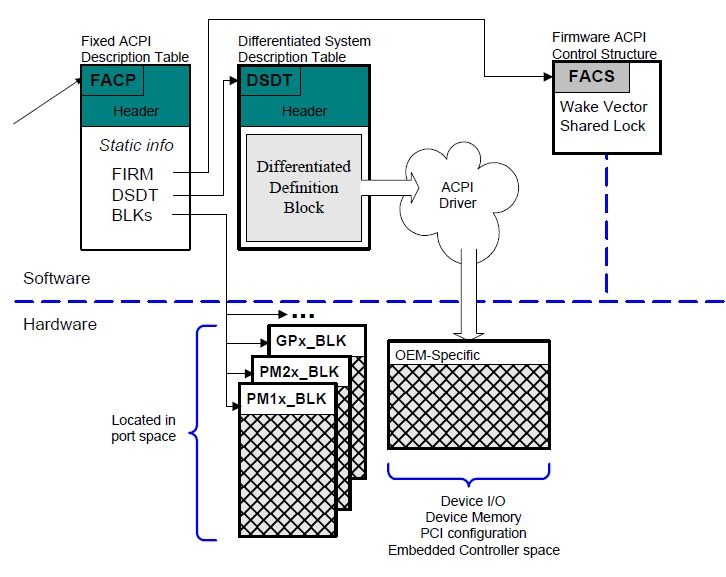 Fixed ACPI
Description Table
FACP
Header
Static info
FIRM
DSDT
BLKs
Differentiated System
Description Table
DSDT
Header
Differentiated
Definition
Block
ACPI
Driver
Firmware ACPI
Control Structure
FACS
Wake Vector
Shared Lock
Software
Hardware
...
GPx_BLK
PM2x_BLK
PM1x_BLK
Located in
port space
OEM-Specific
Device I/O
Device Memory
PCI configuration
Embedded Controller space